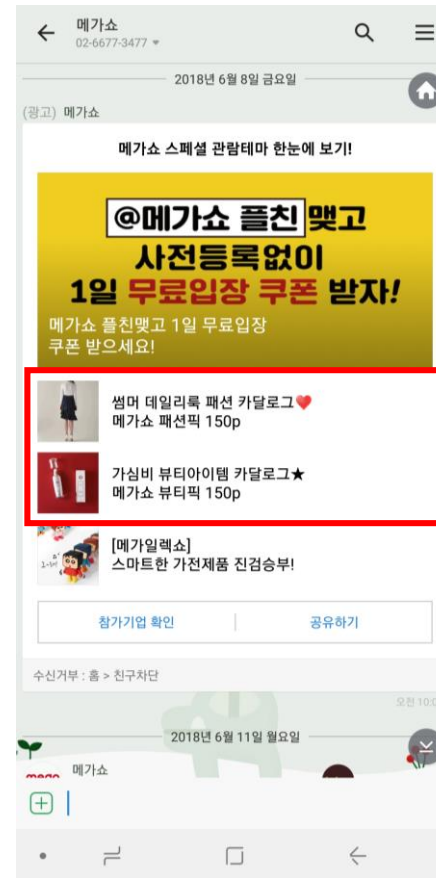 메가쇼
02-6677-3477
2018년 6월 8일 금요일
(광고) 메가쇼
메가쇼 스페셜 관람테마 한눈에 보기!
@메가쇼 플친 맺고
사전등록없이
1일 무료입장 쿠폰 받자!
메가쇼 플친맺고 1일 무료입장
쿠폰 받으세요!
썸머 데일리룩 패션 카달로그❤️
메가쇼 패션픽 150p
가심비 뷰티아이템 카달로그★
메가쇼 뷰티픽 150p
[메가일렉쇼]
스마트한 가전제품 진검승부!
참가기업 확인
공유하기
수신거부 : 홈 > 친구차단
2018년 6월 11일 월요일
메가쇼